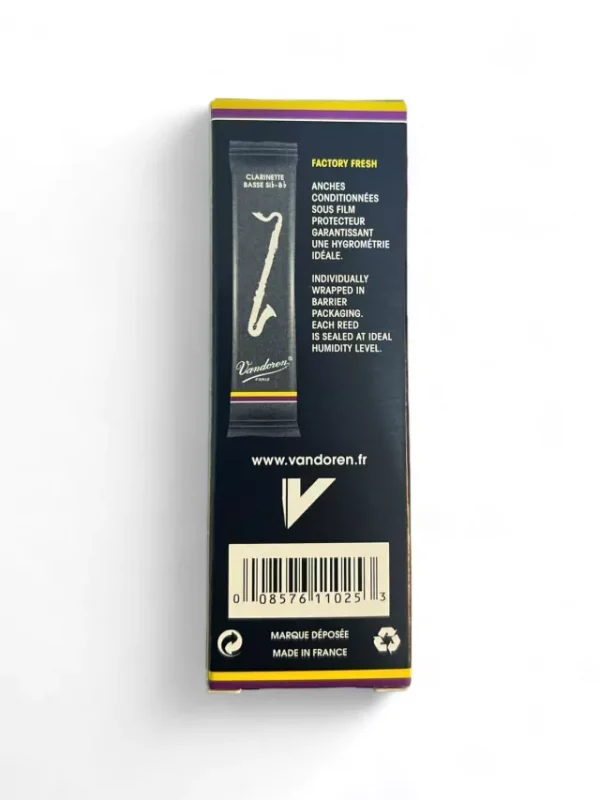 CLARINETTE
BASSE Si♭-B♭
Vandoren®
PARIS
FACTORY FRESH
ANCHES
CONDITIONNÉES
SOUS FILM
PROTECTEUR
GARANTISSANT
UNE HYGROMÉTRIE
IDÉALE.
INDIVIDUALLY
WRAPPED IN
BARRIER
PACKAGING.
EACH REED
IS SEALED AT IDEAL
HUMIDITY LEVEL.
www.vandoren.fr
V
0 08576 11025 3
MARQUE DÉPOSÉE
MADE IN FRANCE